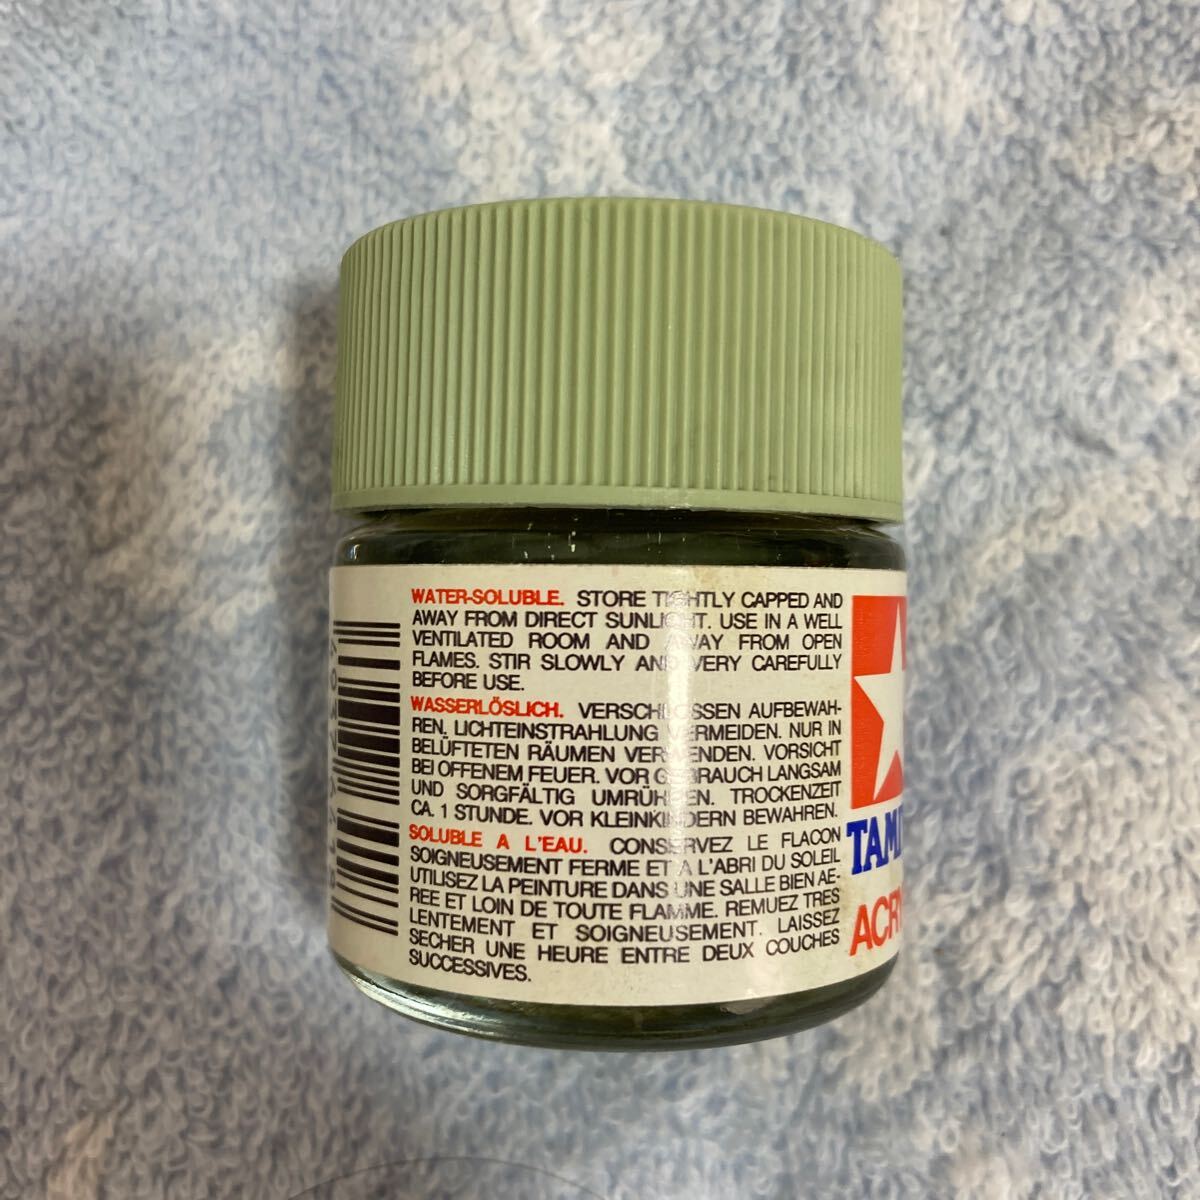 WATER-SOLUBLE. STORE TIGHTLY CAPPED AND
AWAY FROM DIRECT SUNLIGHT. USE IN A WELL
VENTILATED ROOM AND AWAY FROM OPEN
FLAMES. STIR SLOWLY AND VERY CAREFULLY
BEFORE USE.
WASSERLÖSLICH. VERSCHLOSSEN AUFBEWAH-
REN. LICHTEINSTRAHLUNG VERMEIDEN. NUR IN
BELÜFTETEN RÄUMEN VERWENDEN. VORSICHT
BEI OFFENEM FEUER. VOR GEBRAUCH LANGSAM
UND SORGFÄLTIG UMRÜHREN. TROCKENZEIT
CA. 1 STUNDE. VOR KLEINKINDERN BEWAHREN.
SOLUBLE A L'EAU. CONSERVEZ LE FLACON
SOIGNEUSEMENT FERME ET A L'ABRI DU SOLEIL
UTILISEZ LA PEINTURE DANS UNE SALLE BIEN AE-
REE ET LOIN DE TOUTE FLAMME. REMUEZ TRES
LENTEMENT ET SOIGNEUSEMENT. LAISSEZ
SECHER UNE HEURE ENTRE DEUX COUCHES
SUCCESSIVES.
TAMI
ACRY